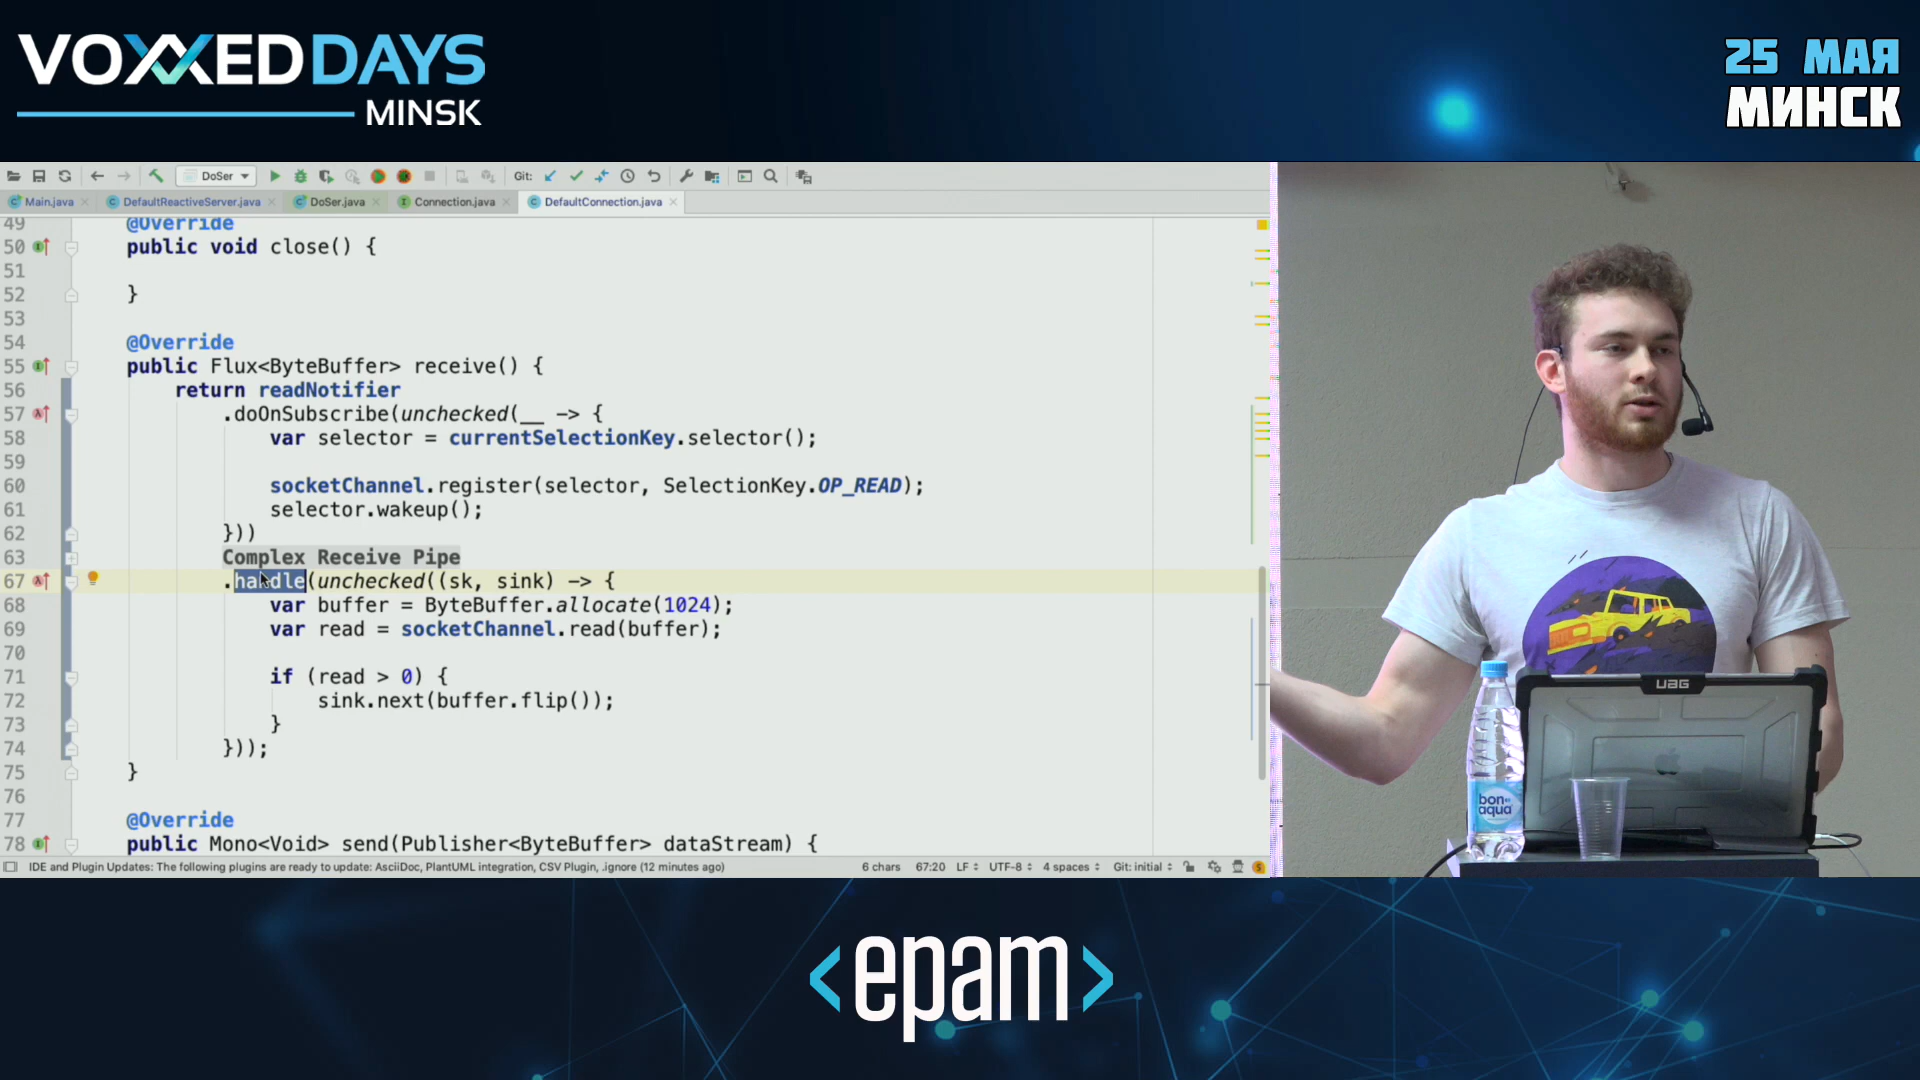 VOXXEDDAYS
MINSK
25 МАЯ
МИНСК
DoSer
Git:
Main.java
DefaultReactiveServer.java
DoSer.java
Connection.java
DefaultConnection.java
49 @Override
50 public void close() {
51
52 }
53
54 @Override
55 public Flux<ByteBuffer> receive() {
56 return readNotifier
57 .doOnSubscribe(unchecked(__ -> {
58 var selector = currentSelectionKey.selector();
59
60 socketChannel.register(selector, SelectionKey.OP_READ);
61 selector.wakeup();
62 }))
63 Complex Receive Pipe
67 .handle(unchecked((sk, sink) -> {
68 var buffer = ByteBuffer.allocate(1024);
69 var read = socketChannel.read(buffer);
70
71 if (read > 0) {
72 sink.next(buffer.flip());
73 }
74 }));
75 }
76
77 @Override
78 public Mono<Void> send(Publisher<ByteBuffer> dataStream) {
IDE and Plugin Updates: The following plugins are ready to update: AsciiDoc, PlantUML integration, CSV Plugin, .ignore (12 minutes ago)
6 chars 67:20 LF UTF-8 4 spaces Git: initial
UAG
bon
aqua
<epam>